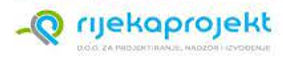 rijekaprojekt
D.O.O. ZA PROJEKTIRANJE, NADZOR I IZVOĐENJE